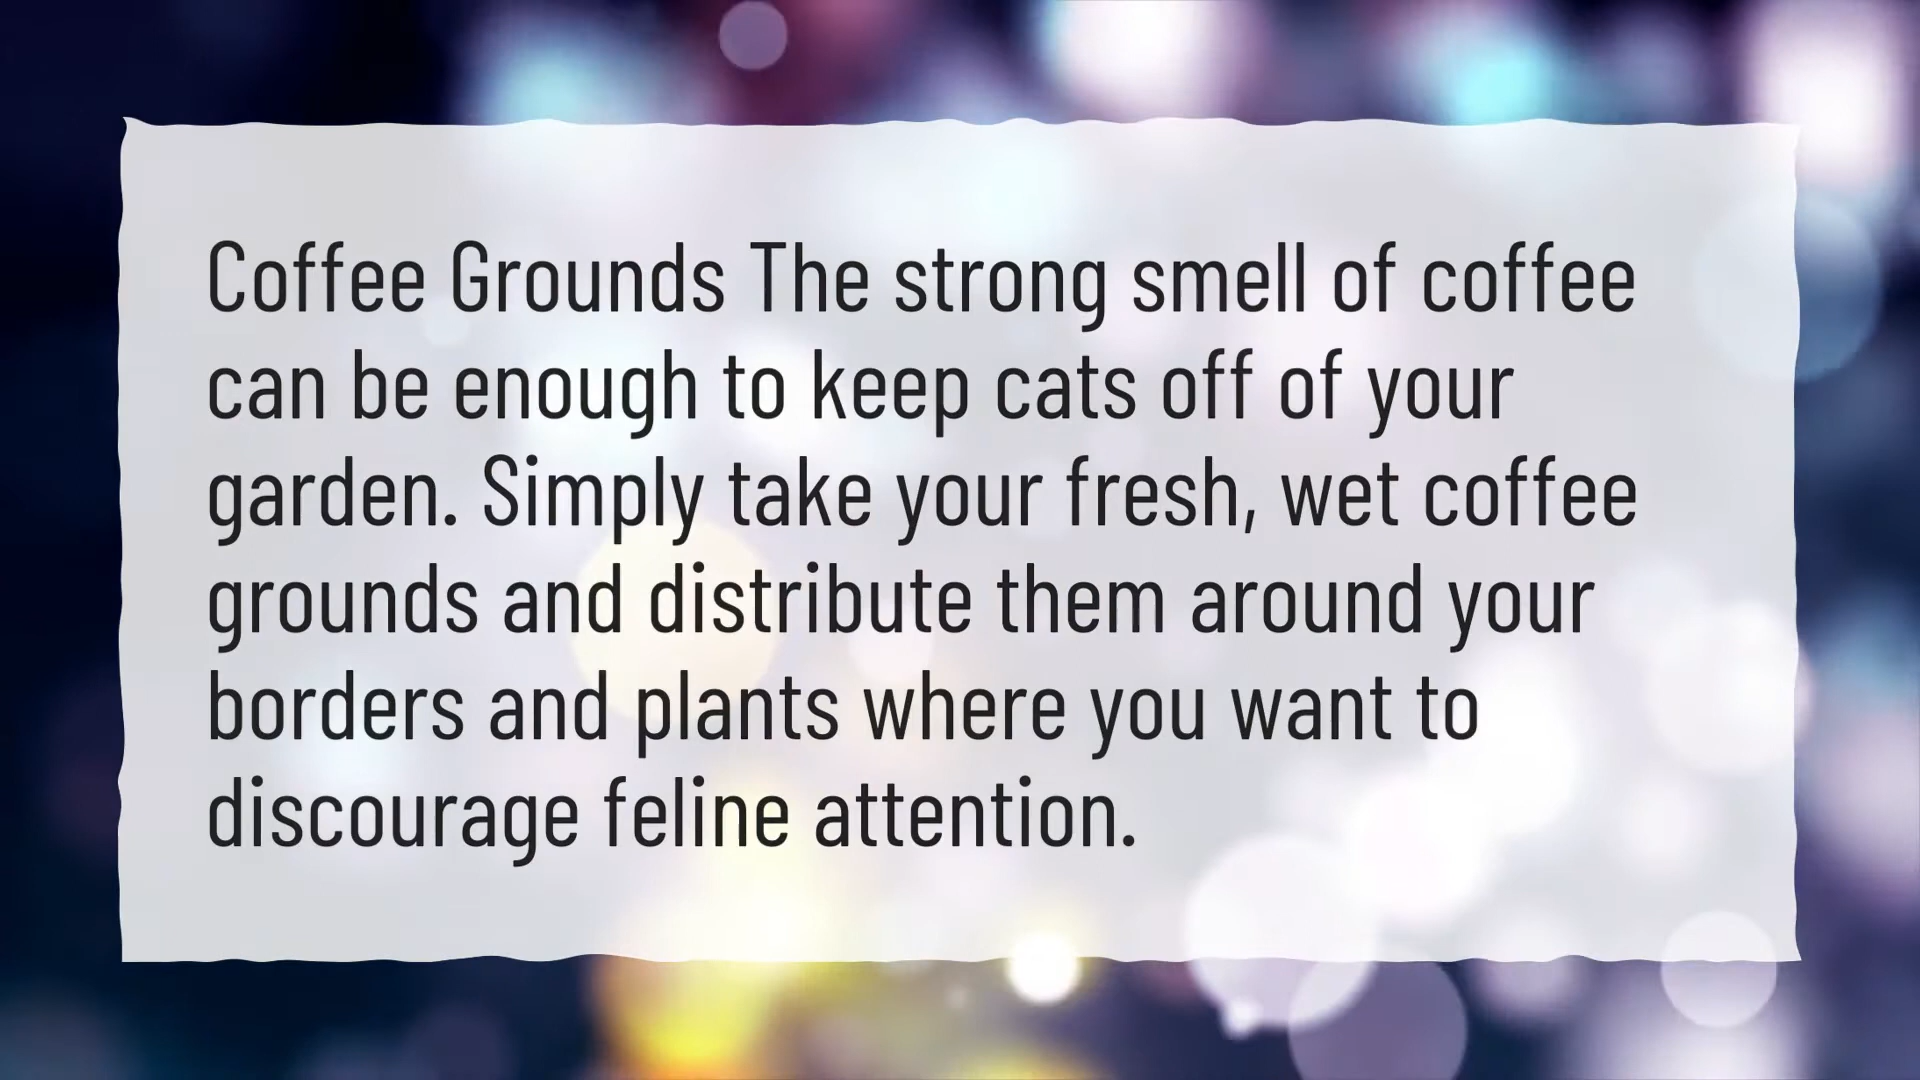 Coffee Grounds The strong smell of coffee
can be enough to keep cats off of your
garden. Simply take your fresh, wet coffee
grounds and distribute them around your
borders and plants where you want to
discourage feline attention.